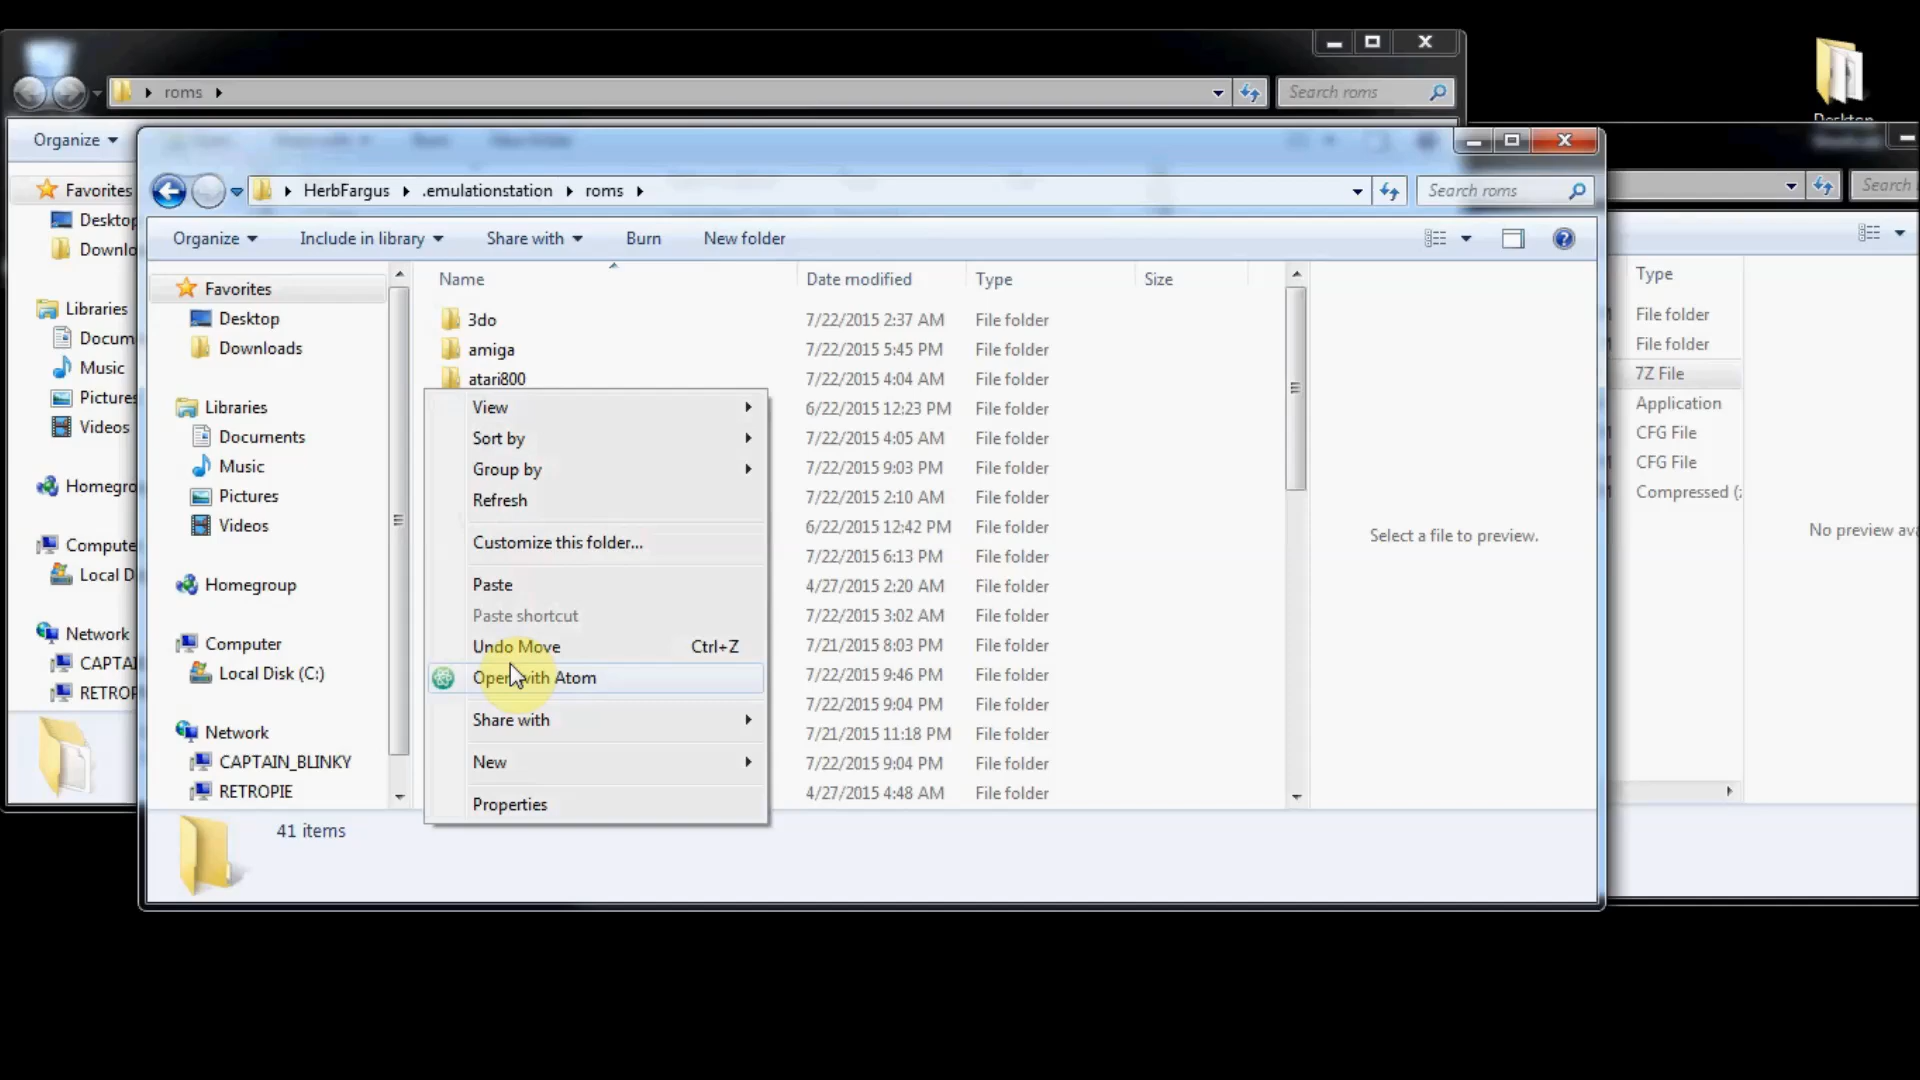 roms
Search roms
Desktop
Organize
HerbFargus
.emulationstation
roms
Search roms
Search
Organize
Include in library
Share with
Burn
New folder
Favorites
Desktop
Downlo
Libraries
Docum
Music
Pictures
Videos
Homegro
Compute
Local D
Network
CAPTAI
RETROP
Favorites
Desktop
Downloads
Libraries
Documents
Music
Pictures
Videos
Homegroup
Computer
Local Disk (C:)
Network
CAPTAIN_BLINKY
RETROPIE
Name Date modified Type Size
3do 7/22/2015 2:37 AM File folder
amiga 7/22/2015 5:45 PM File folder
atari800 7/22/2015 4:04 AM File folder
6/22/2015 12:23 PM File folder
7/22/2015 4:05 AM File folder
7/22/2015 9:03 PM File folder
7/22/2015 2:10 AM File folder
6/22/2015 12:42 PM File folder
7/22/2015 6:13 PM File folder
4/27/2015 2:20 AM File folder
7/22/2015 3:02 AM File folder
7/21/2015 8:03 PM File folder
7/22/2015 9:46 PM File folder
7/22/2015 9:04 PM File folder
7/21/2015 11:18 PM File folder
7/22/2015 9:04 PM File folder
4/27/2015 4:48 AM File folder
View
Sort by
Group by
Refresh
Customize this folder...
Paste
Paste shortcut
Undo Move Ctrl+Z
Open with Atom
Share with
New
Properties
Select a file to preview.
41 items
Type
File folder
File folder
7Z File
Application
CFG File
CFG File
Compressed (
No preview ava